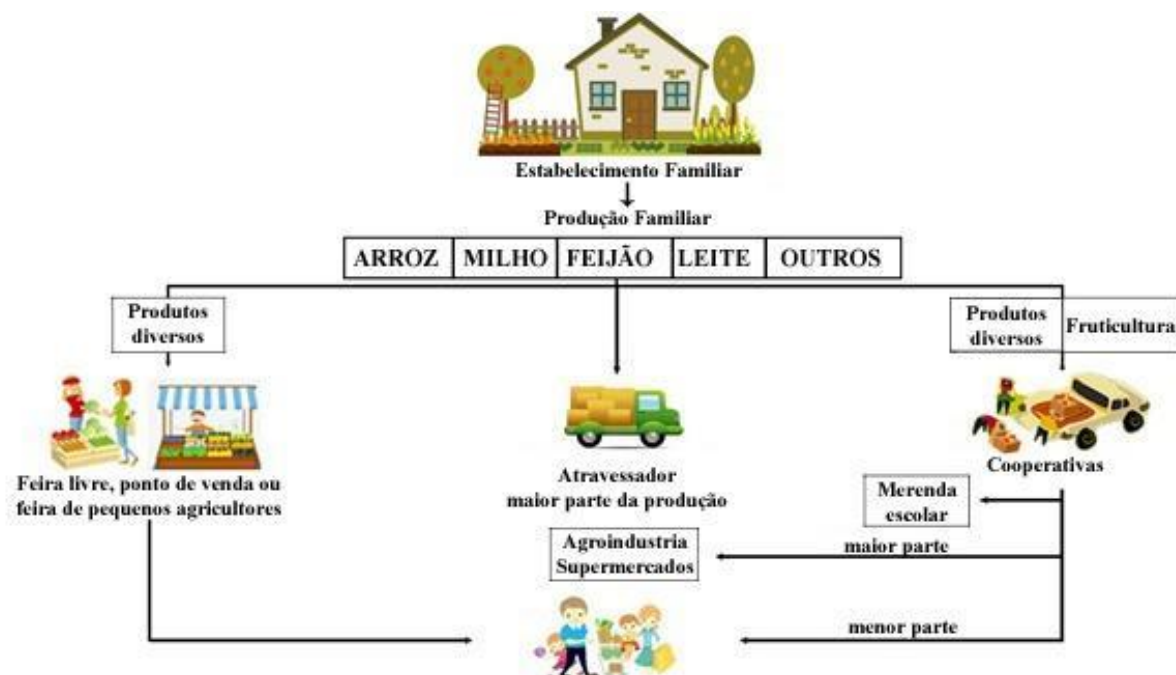 Estabelecimento Familiar
Produção Familiar
ARROZ MILHO FEIJÃO LEITE OUTROS
Produtos
diversos
Produtos
diversos
Fruticultura
Feira livre, ponto de venda ou
feira de pequenos agricultores
Atravessador
maior parte da produção
Cooperativas
Merenda
escolar
Agroindustria
Supermercados
maior parte
menor parte